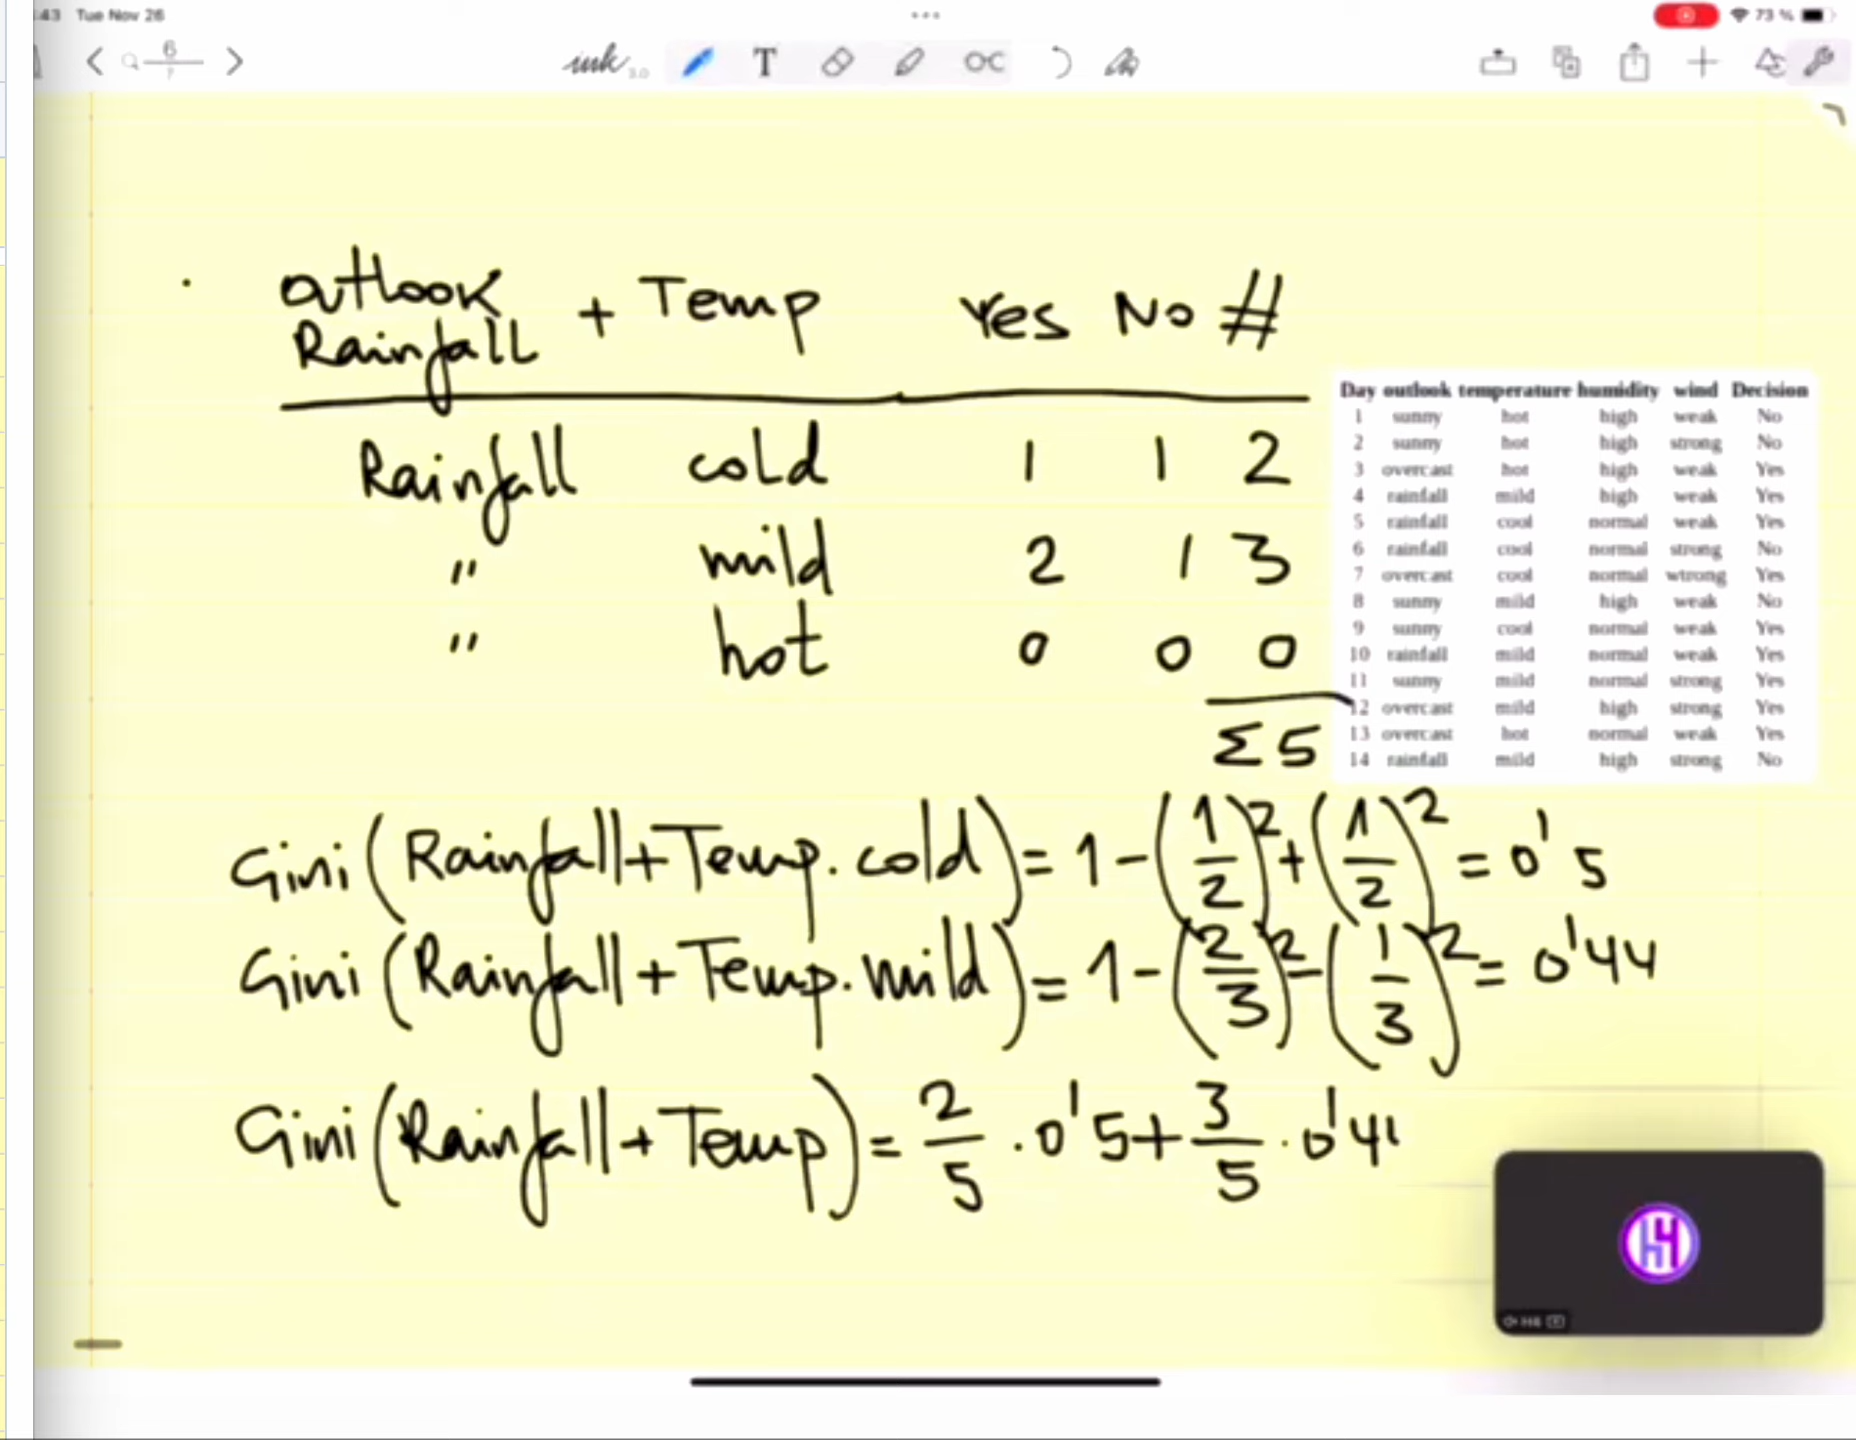 43 Tue Nov 26
73 %
6
7
ink 3.0 T
outlook + Temp Yes No #
Rainfall
Rainfall cold 1 1 2
" mild 2 1 3
" hot 0 0 0
Σ5
Day outlook temperature humidity wind Decision
1 sunny hot high weak No
2 sunny hot high strong No
3 overcast hot high weak Yes
4 rainfall mild high weak Yes
5 rainfall cool normal weak Yes
6 rainfall cool normal strong No
7 overcast cool normal wtrong Yes
8 sunny mild high weak No
9 sunny cool normal weak Yes
10 rainfall mild normal weak Yes
11 sunny mild normal strong Yes
12 overcast mild high strong Yes
13 overcast hot normal weak Yes
14 rainfall mild high strong No
Gini(Rainfall+Temp.cold)= 1-(1/2)²+(1/2)² = 0'5
Gini(Rainfall+Temp.mild)= 1-(2/3)²-(1/3)² = 0'44
Gini(Rainfall+Temp)= 2/5 · 0'5 + 3/5 · 0'41